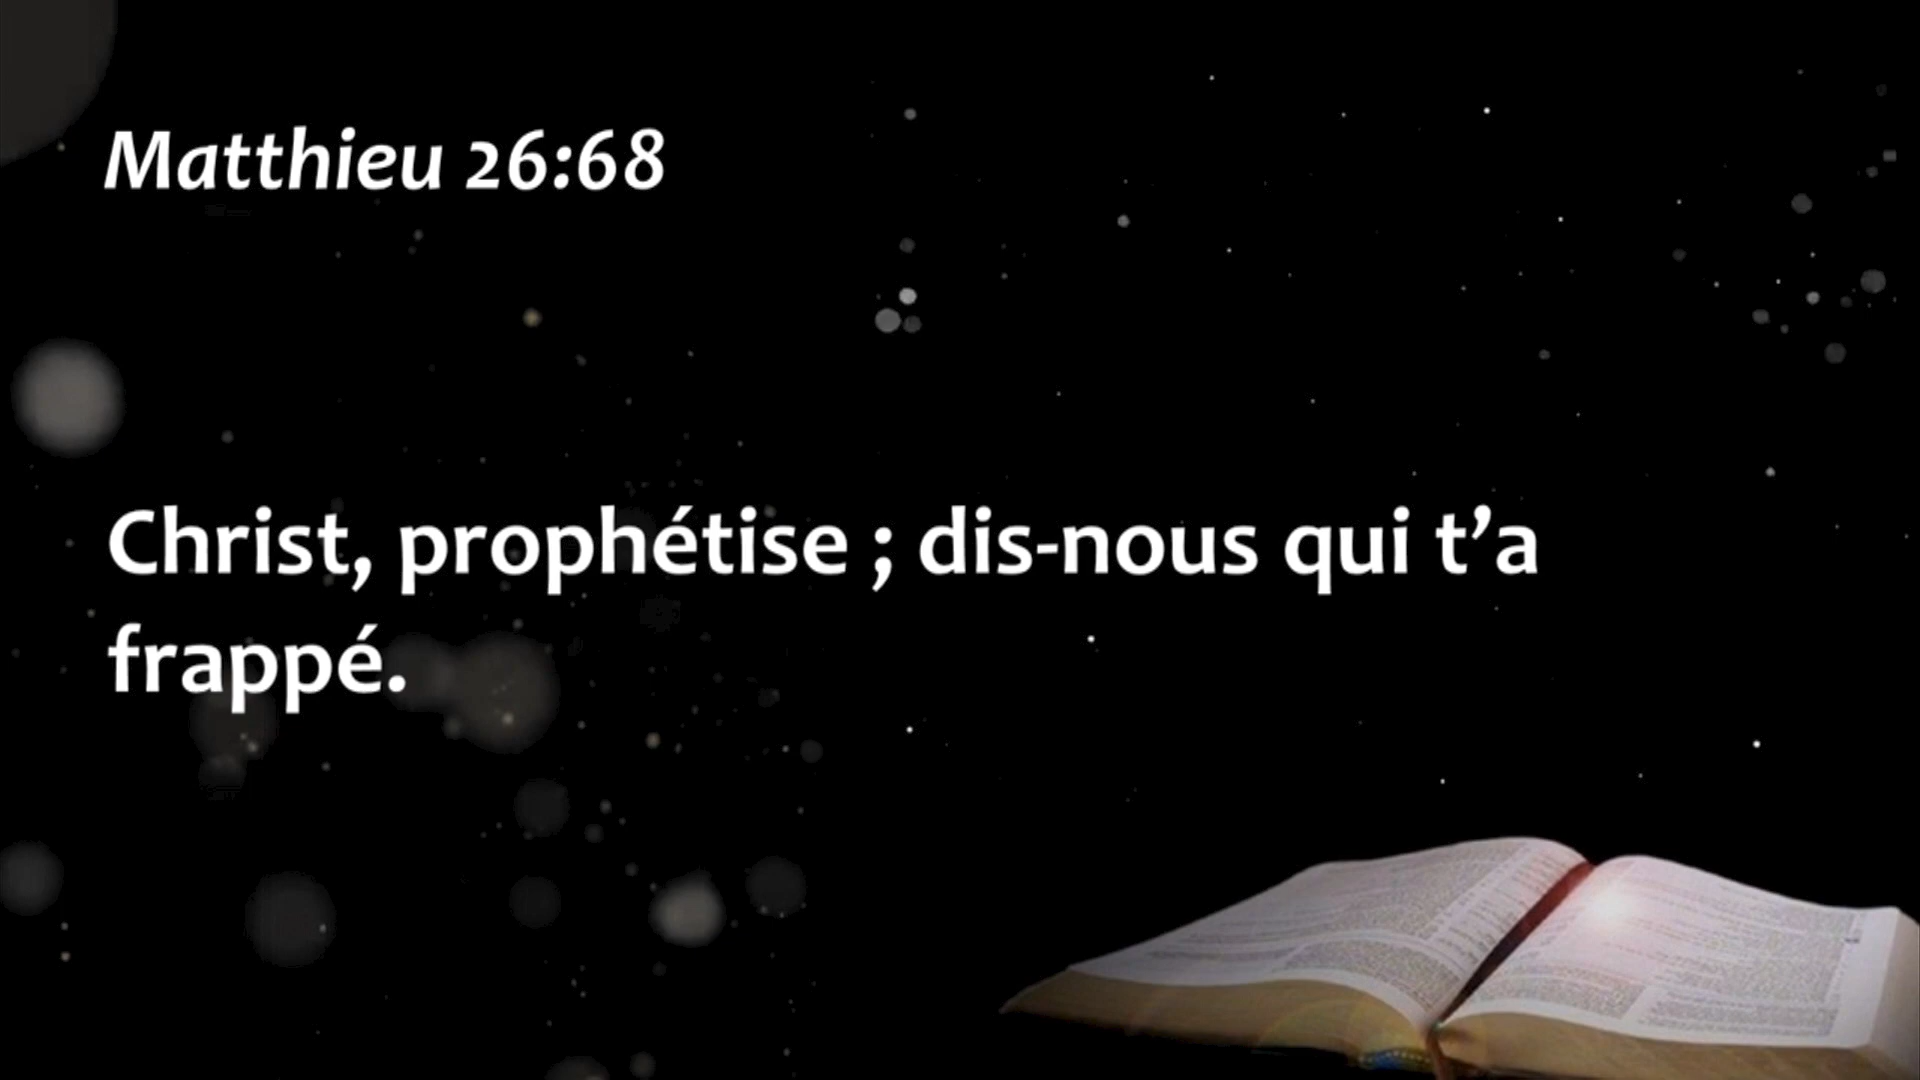 Matthieu 26:68
Christ, prophétise ; dis-nous qui t’a
frappé.